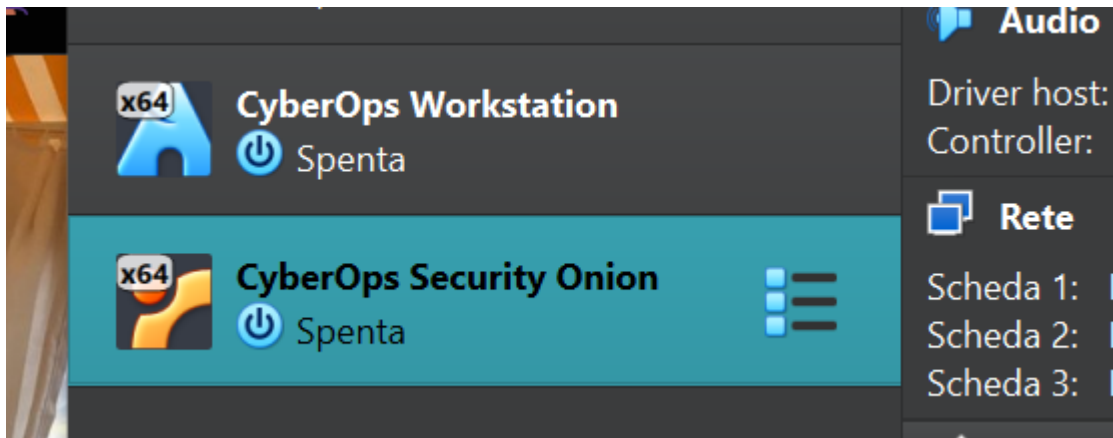 x64
CyberOps Workstation
Spenta
x64
CyberOps Security Onion
Spenta
Audio
Driver host:
Controller:
Rete
Scheda 1:
Scheda 2:
Scheda 3: